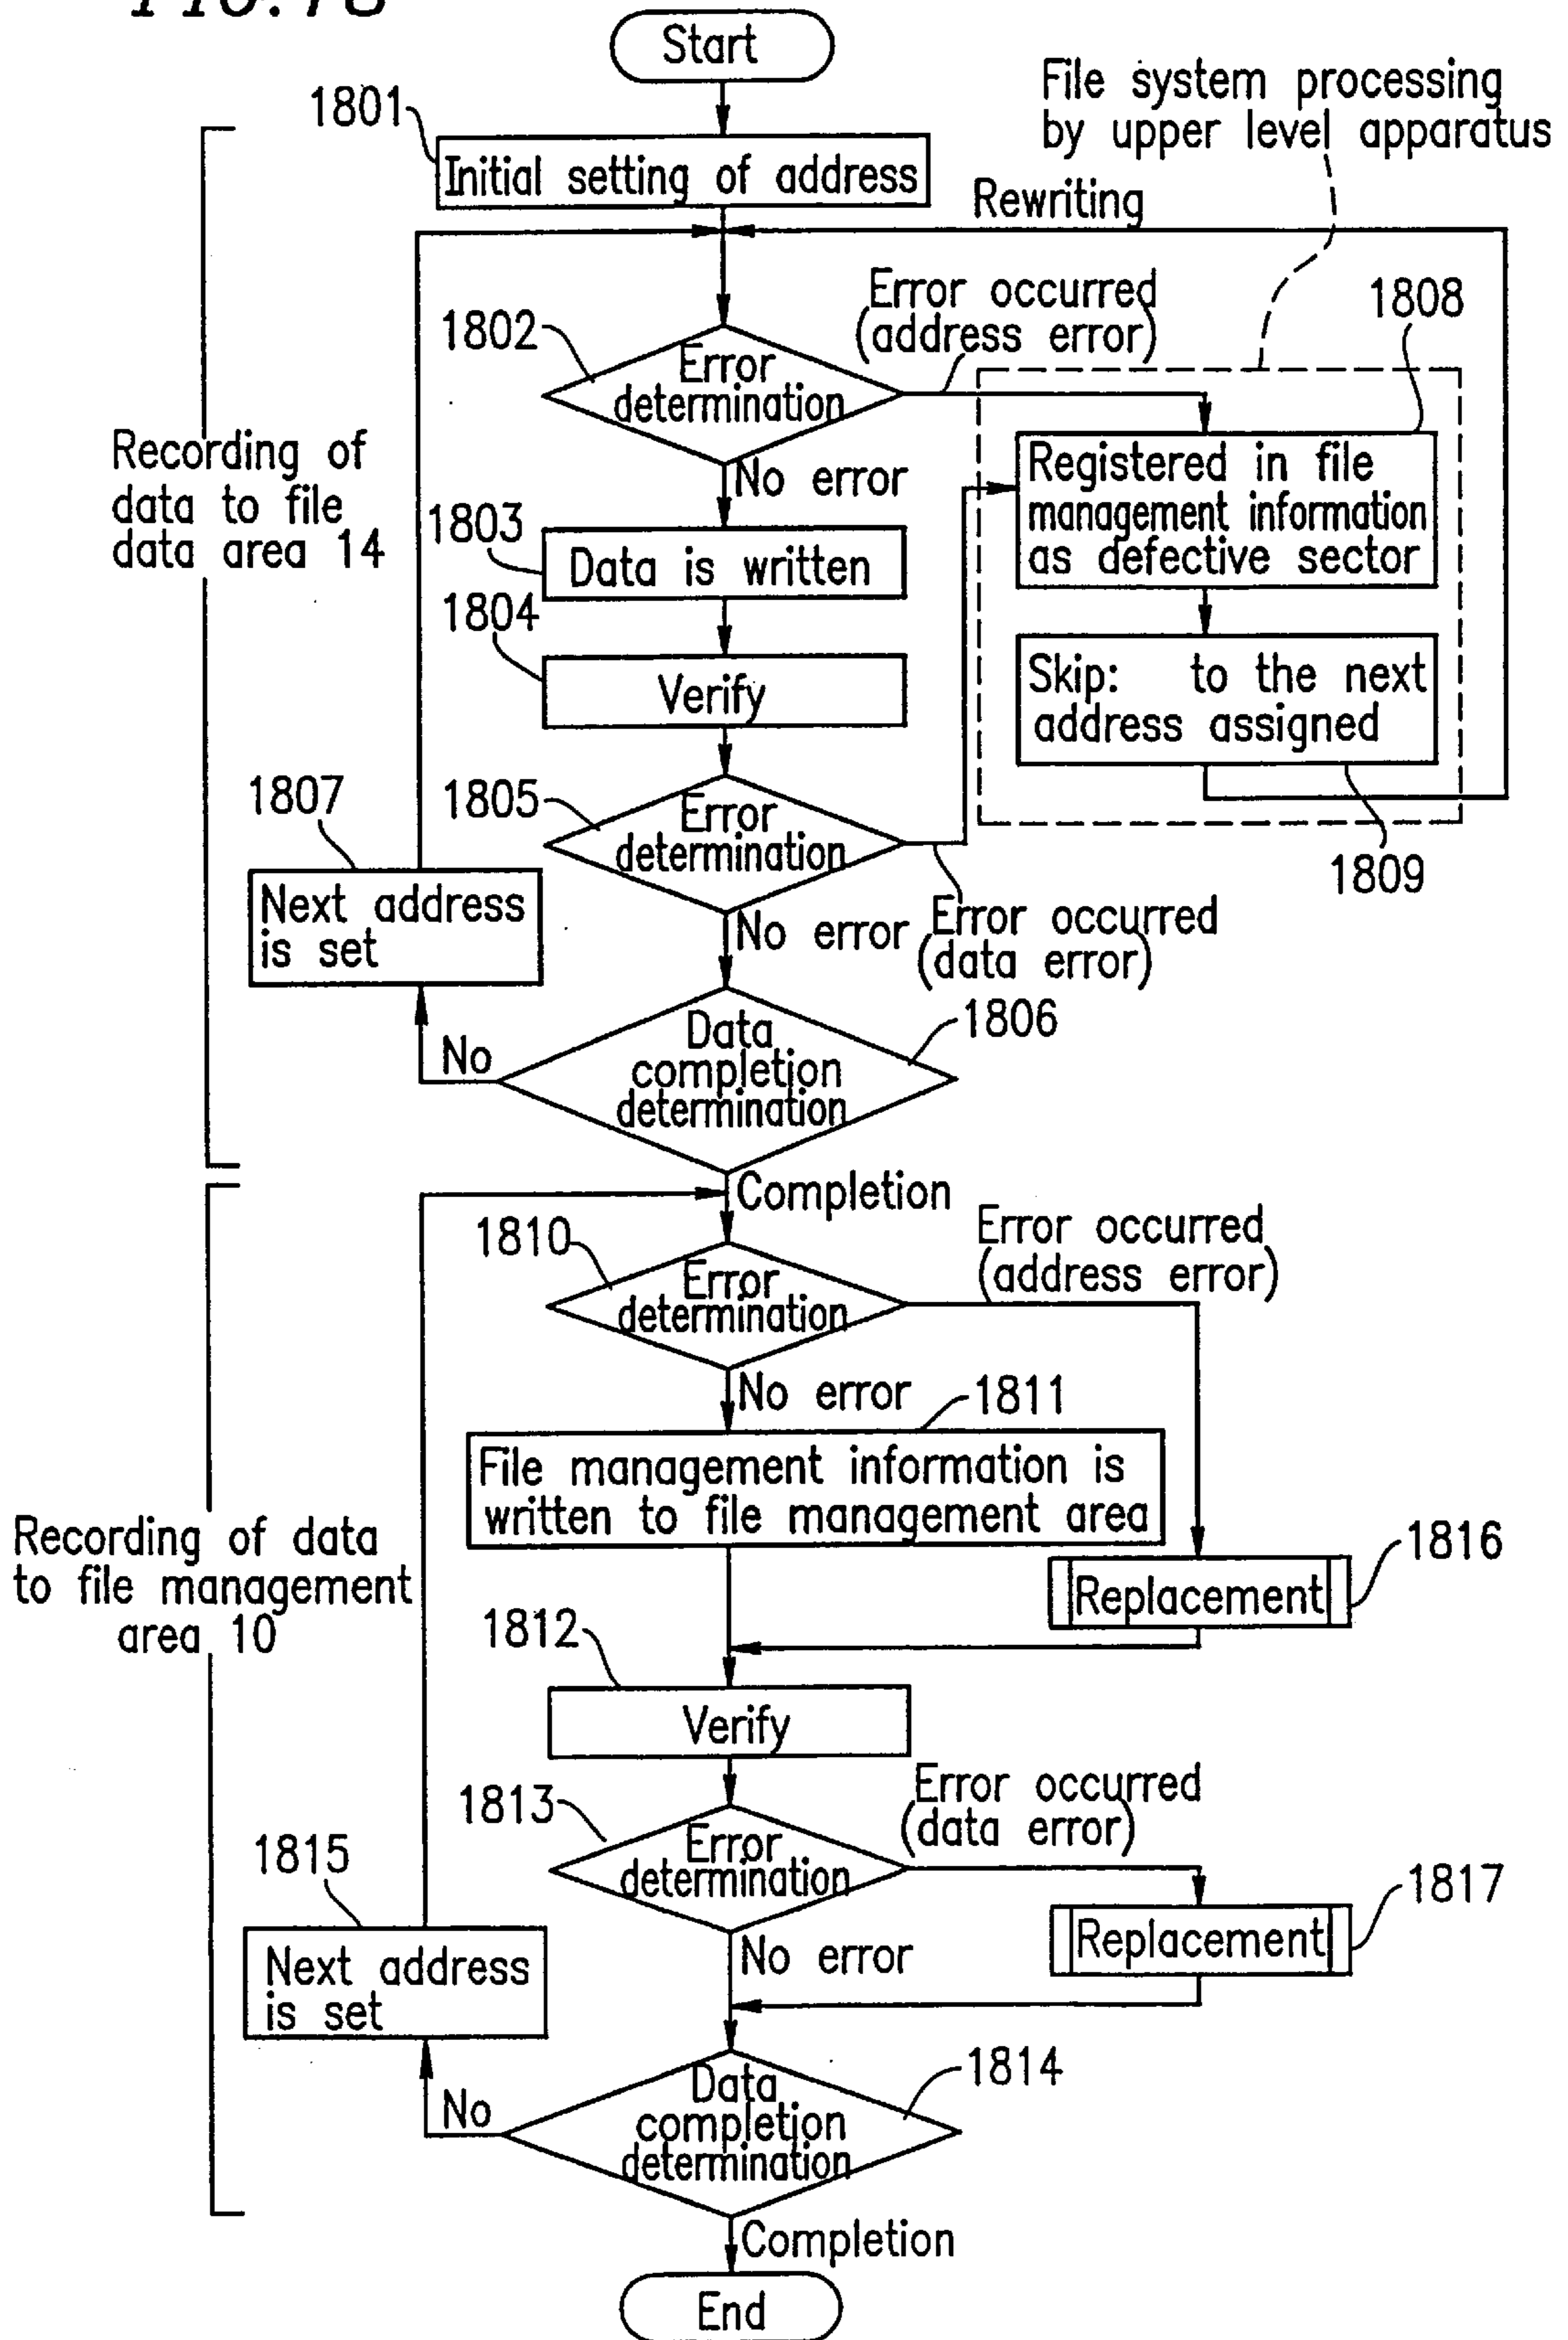 Start
File system processing
by upper level apparatus
1801
Initial setting of address
Rewriting
Error occurred
(address error)
1808
1802
Error
determination
Registered in file
management information
as defective sector
Recording of
data to file
data area 14
No error
1803
Data is written
1804
Verify
Skip: to the next
address assigned
1807
1805
Error
determination
1809
Next address
is set
No error
Error occurred
(data error)
1806
Data
completion
determination
No
Completion
1810
Error occurred
(address error)
Error
determination
No error
1811
File management information is
written to file management area
Recording of data
to file management
area 10
1816
Replacement
1812
Verify
Error occurred
(data error)
1813
Error
determination
1815
1817
Replacement
No error
Next address
is set
1814
Data
completion
determination
No
Completion
End